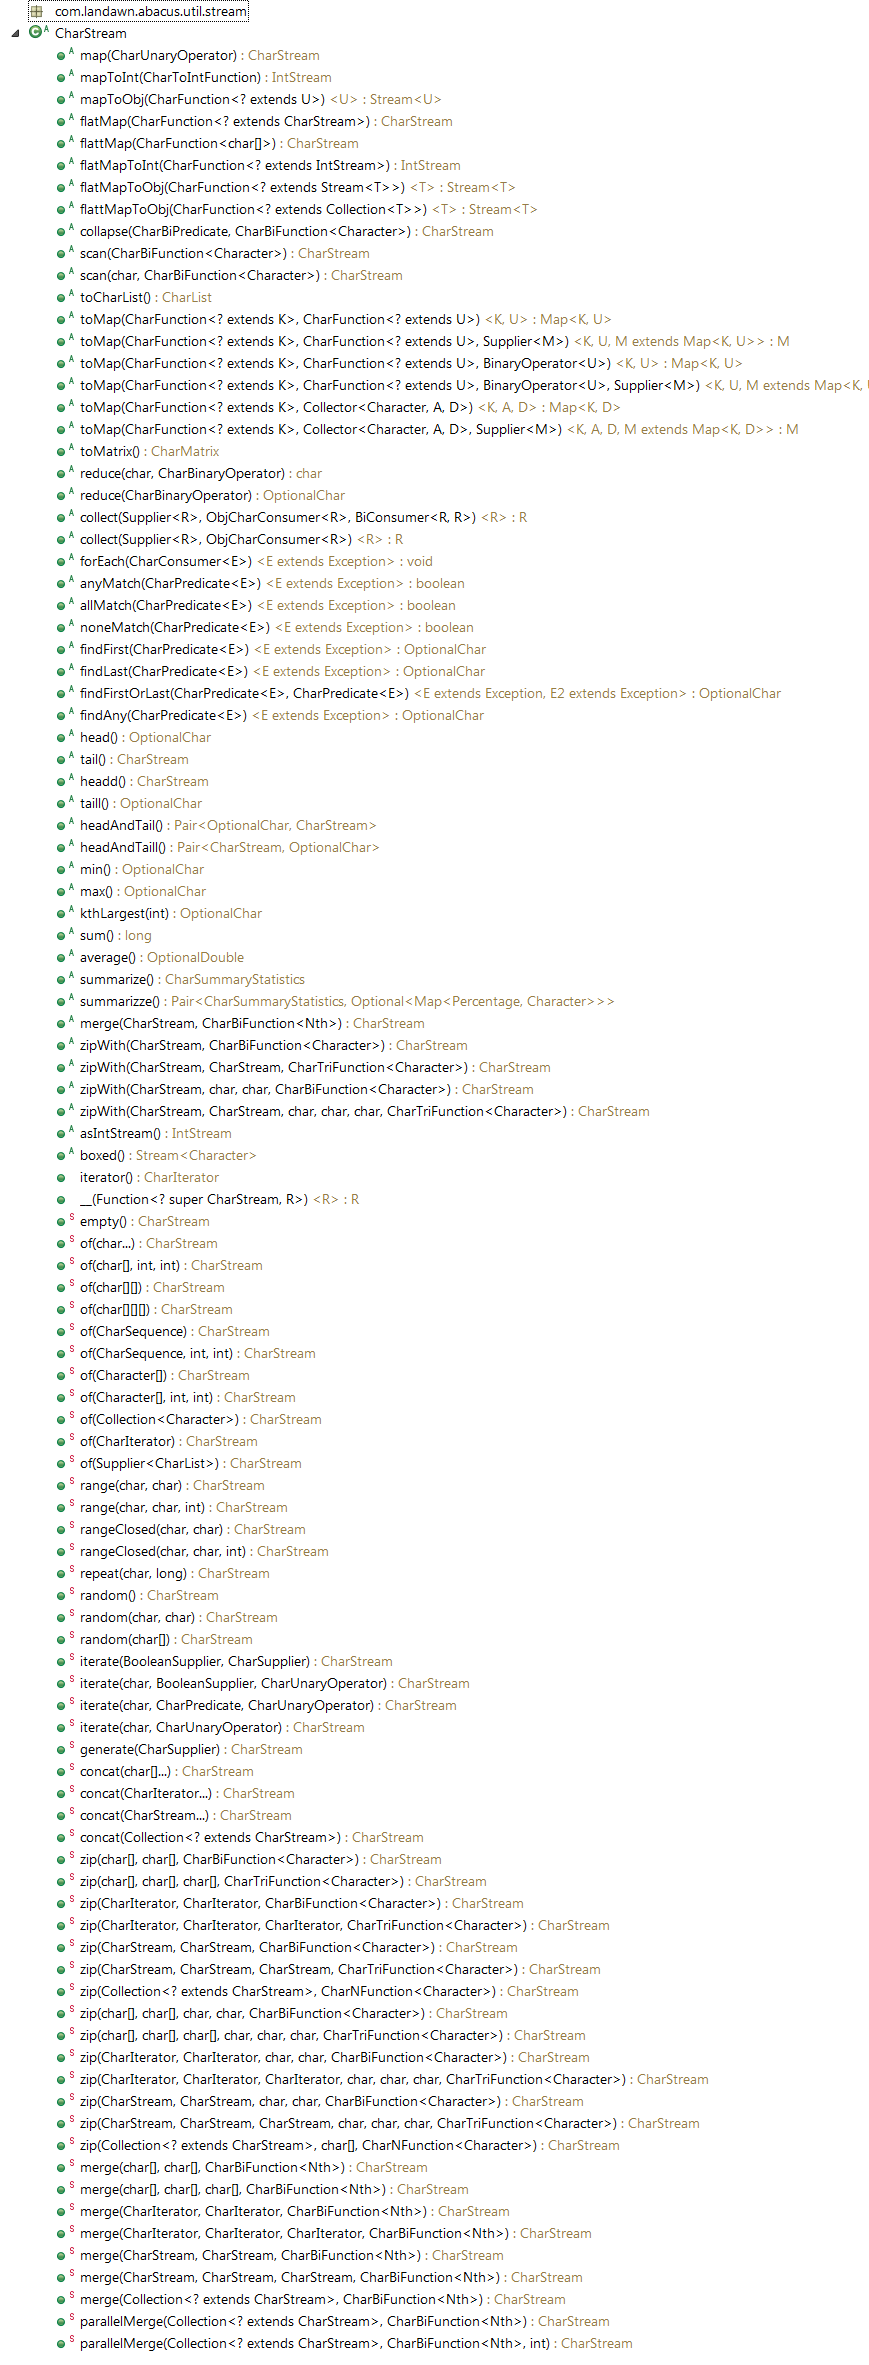 com.landawn.abacus.util.stream
CharStream
map(CharUnaryOperator) : CharStream
mapToInt(CharToIntFunction) : IntStream
mapToObj(CharFunction<? extends U>) <U> : Stream<U>
flatMap(CharFunction<? extends CharStream>) : CharStream
flattMap(CharFunction<char[]>) : CharStream
flatMapToInt(CharFunction<? extends IntStream>) : IntStream
flatMapToObj(CharFunction<? extends Stream<T>>) <T> : Stream<T>
flattMapToObj(CharFunction<? extends Collection<T>>) <T> : Stream<T>
collapse(CharBiPredicate, CharBiFunction<Character>) : CharStream
scan(CharBiFunction<Character>) : CharStream
scan(char, CharBiFunction<Character>) : CharStream
toCharList() : CharList
toMap(CharFunction<? extends K>, CharFunction<? extends U>) <K, U> : Map<K, U>
toMap(CharFunction<? extends K>, CharFunction<? extends U>, Supplier<M>) <K, U, M extends Map<K, U>> : M
toMap(CharFunction<? extends K>, CharFunction<? extends U>, BinaryOperator<U>) <K, U> : Map<K, U>
toMap(CharFunction<? extends K>, CharFunction<? extends U>, BinaryOperator<U>, Supplier<M>) <K, U, M extends Map<K,
toMap(CharFunction<? extends K>, Collector<Character, A, D>) <K, A, D> : Map<K, D>
toMap(CharFunction<? extends K>, Collector<Character, A, D>, Supplier<M>) <K, A, D, M extends Map<K, D>> : M
toMatrix() : CharMatrix
reduce(char, CharBinaryOperator) : char
reduce(CharBinaryOperator) : OptionalChar
collect(Supplier<R>, ObjCharConsumer<R>, BiConsumer<R, R>) <R> : R
collect(Supplier<R>, ObjCharConsumer<R>) <R> : R
forEach(CharConsumer<E>) <E extends Exception> : void
anyMatch(CharPredicate<E>) <E extends Exception> : boolean
allMatch(CharPredicate<E>) <E extends Exception> : boolean
noneMatch(CharPredicate<E>) <E extends Exception> : boolean
findFirst(CharPredicate<E>) <E extends Exception> : OptionalChar
findLast(CharPredicate<E>) <E extends Exception> : OptionalChar
findFirstOrLast(CharPredicate<E>, CharPredicate<E>) <E extends Exception, E2 extends Exception> : OptionalChar
findAny(CharPredicate<E>) <E extends Exception> : OptionalChar
head() : OptionalChar
tail() : CharStream
headd() : CharStream
taill() : OptionalChar
headAndTail() : Pair<OptionalChar, CharStream>
headAndTaill() : Pair<CharStream, OptionalChar>
min() : OptionalChar
max() : OptionalChar
kthLargest(int) : OptionalChar
sum() : long
average() : OptionalDouble
summarize() : CharSummaryStatistics
summarizze() : Pair<CharSummaryStatistics, Optional<Map<Percentage, Character>>>
merge(CharStream, CharBiFunction<Nth>) : CharStream
zipWith(CharStream, CharBiFunction<Character>) : CharStream
zipWith(CharStream, CharStream, CharTriFunction<Character>) : CharStream
zipWith(CharStream, char, char, CharBiFunction<Character>) : CharStream
zipWith(CharStream, CharStream, char, char, char, CharTriFunction<Character>) : CharStream
asIntStream() : IntStream
boxed() : Stream<Character>
iterator() : CharIterator
__(Function<? super CharStream, R>) <R> : R
empty() : CharStream
of(char...) : CharStream
of(char[], int, int) : CharStream
of(char[][]) : CharStream
of(char[][][]) : CharStream
of(CharSequence) : CharStream
of(CharSequence, int, int) : CharStream
of(Character[]) : CharStream
of(Character[], int, int) : CharStream
of(Collection<Character>) : CharStream
of(CharIterator) : CharStream
of(Supplier<CharList>) : CharStream
range(char, char) : CharStream
range(char, char, int) : CharStream
rangeClosed(char, char) : CharStream
rangeClosed(char, char, int) : CharStream
repeat(char, long) : CharStream
random() : CharStream
random(char, char) : CharStream
random(char[]) : CharStream
iterate(BooleanSupplier, CharSupplier) : CharStream
iterate(char, BooleanSupplier, CharUnaryOperator) : CharStream
iterate(char, CharPredicate, CharUnaryOperator) : CharStream
iterate(char, CharUnaryOperator) : CharStream
generate(CharSupplier) : CharStream
concat(char[]...) : CharStream
concat(CharIterator...) : CharStream
concat(CharStream...) : CharStream
concat(Collection<? extends CharStream>) : CharStream
zip(char[], char[], CharBiFunction<Character>) : CharStream
zip(char[], char[], char[], CharTriFunction<Character>) : CharStream
zip(CharIterator, CharIterator, CharBiFunction<Character>) : CharStream
zip(CharIterator, CharIterator, CharIterator, CharTriFunction<Character>) : CharStream
zip(CharStream, CharStream, CharBiFunction<Character>) : CharStream
zip(CharStream, CharStream, CharStream, CharTriFunction<Character>) : CharStream
zip(Collection<? extends CharStream>, CharNFunction<Character>) : CharStream
zip(char[], char[], char, char, CharBiFunction<Character>) : CharStream
zip(char[], char[], char[], char, char, char, CharTriFunction<Character>) : CharStream
zip(CharIterator, CharIterator, char, char, CharBiFunction<Character>) : CharStream
zip(CharIterator, CharIterator, CharIterator, char, char, char, CharTriFunction<Character>) : CharStream
zip(CharStream, CharStream, char, char, CharBiFunction<Character>) : CharStream
zip(CharStream, CharStream, CharStream, char, char, char, CharTriFunction<Character>) : CharStream
zip(Collection<? extends CharStream>, char[], CharNFunction<Character>) : CharStream
merge(char[], char[], CharBiFunction<Nth>) : CharStream
merge(char[], char[], char[], CharBiFunction<Nth>) : CharStream
merge(CharIterator, CharIterator, CharBiFunction<Nth>) : CharStream
merge(CharIterator, CharIterator, CharIterator, CharBiFunction<Nth>) : CharStream
merge(CharStream, CharStream, CharBiFunction<Nth>) : CharStream
merge(CharStream, CharStream, CharStream, CharBiFunction<Nth>) : CharStream
merge(Collection<? extends CharStream>, CharBiFunction<Nth>) : CharStream
parallelMerge(Collection<? extends CharStream>, CharBiFunction<Nth>) : CharStream
parallelMerge(Collection<? extends CharStream>, CharBiFunction<Nth>, int) : CharStream